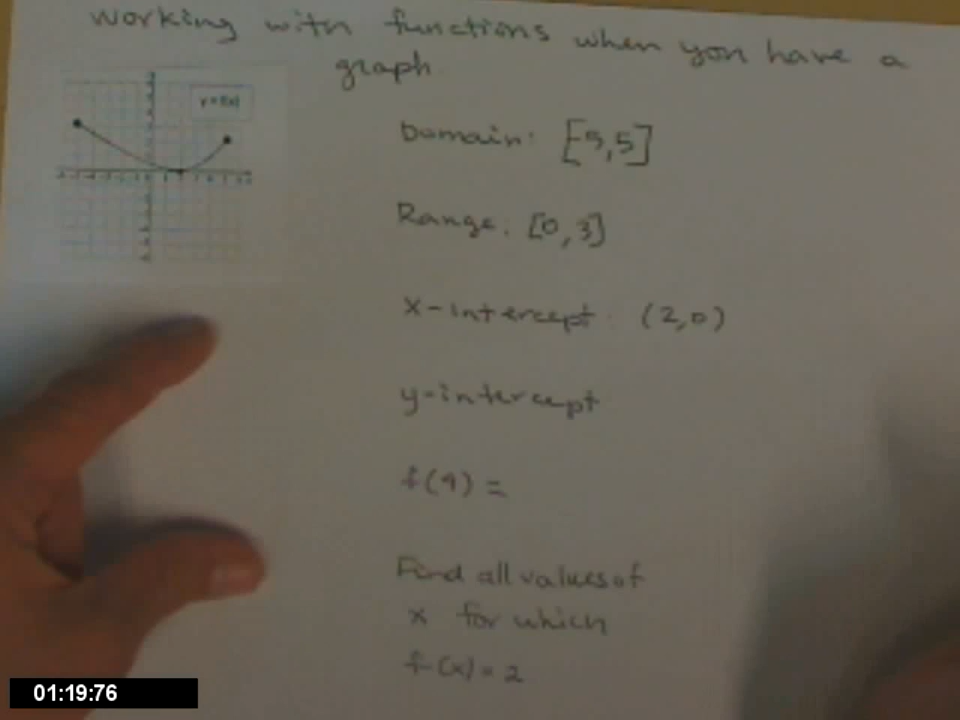 working with functions when you have a
graph
y=f(x)
Domain: [5,5]
Range: [0,3]
x-intercept: (2,0)
y-intercept
f(4) =
Find all values of
x for which
f(x)=2
01:19:76